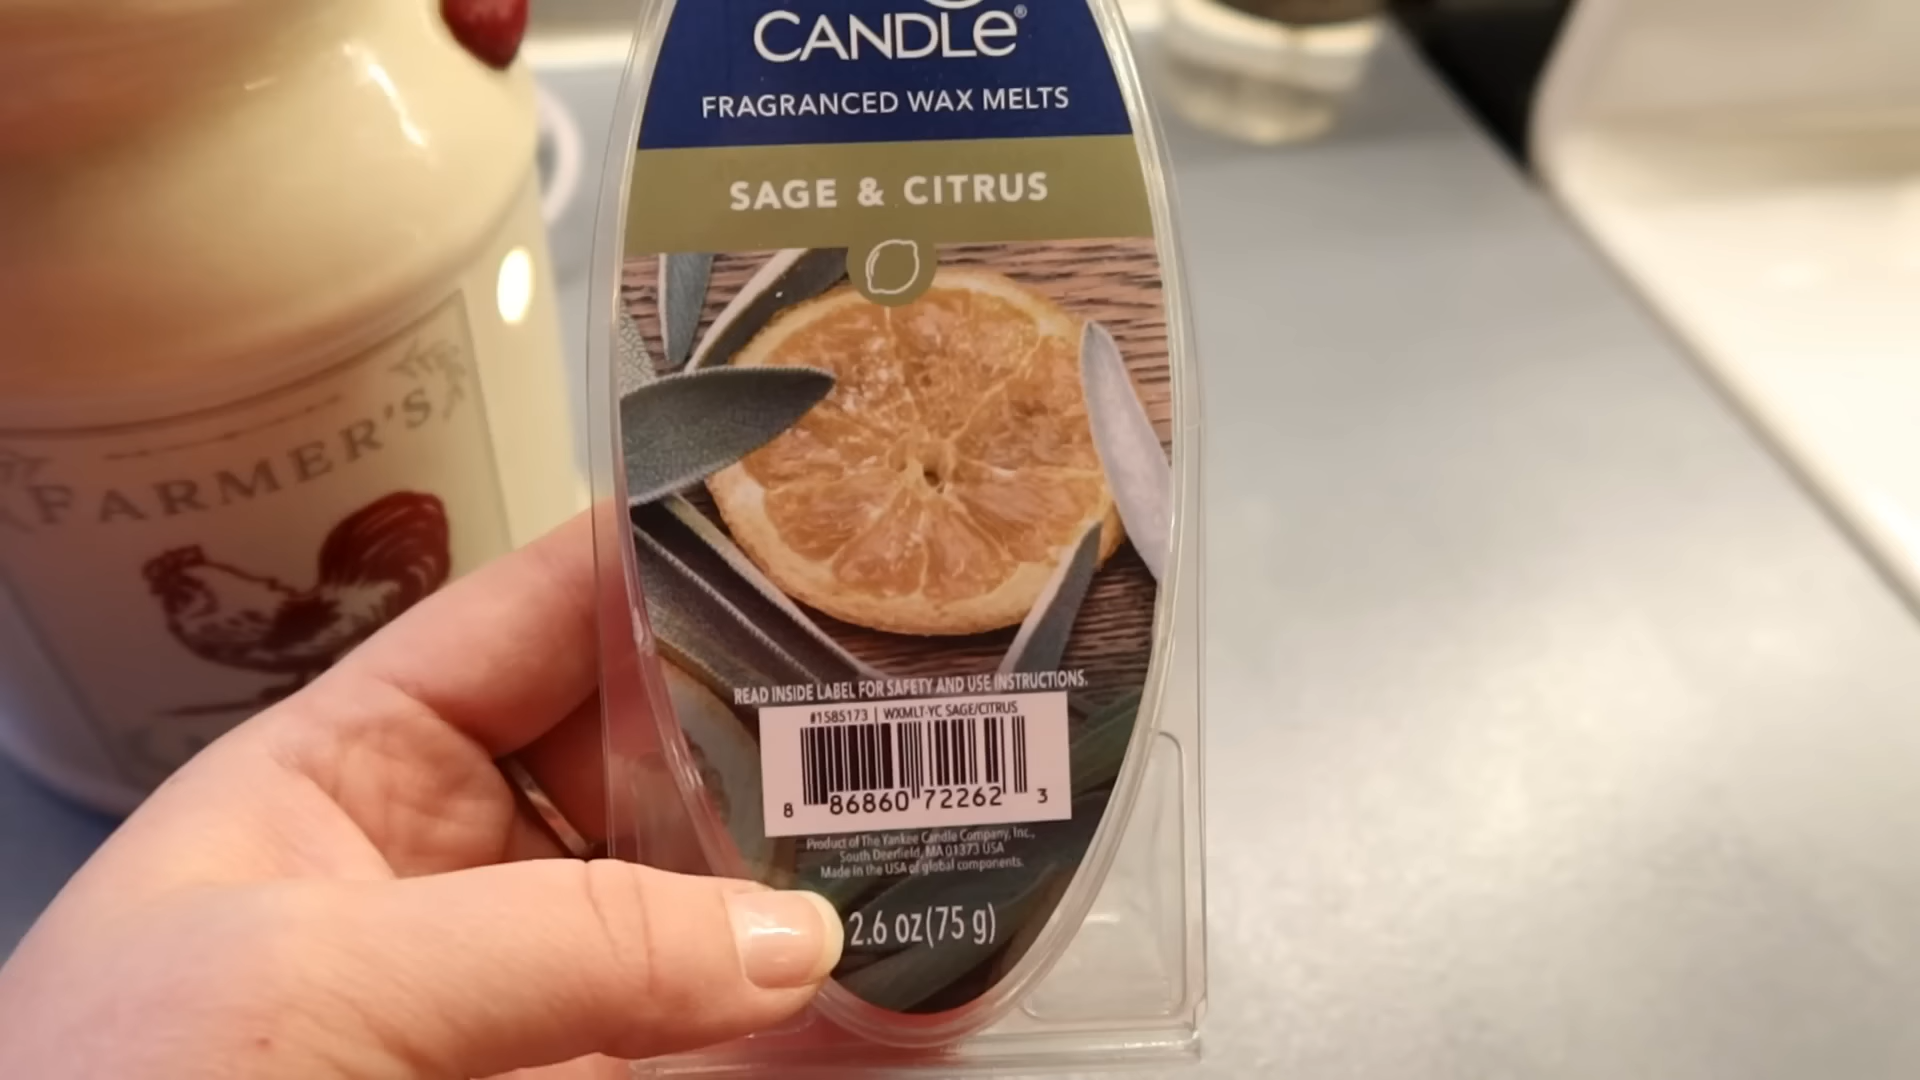 CANDLe®
FRAGRANCED WAX MELTS
SAGE & CITRUS
FARMER'S
READ INSIDE LABEL FOR SAFETY AND USE INSTRUCTIONS.
#1585173 | WXMLT-YC SAGE/CITRUS
8 86860 72262 3
Product of The Yankee Candle Company, Inc.,
South Deerfield, MA 01373 USA
Made in the USA of global components.
2.6 oz (75 g)